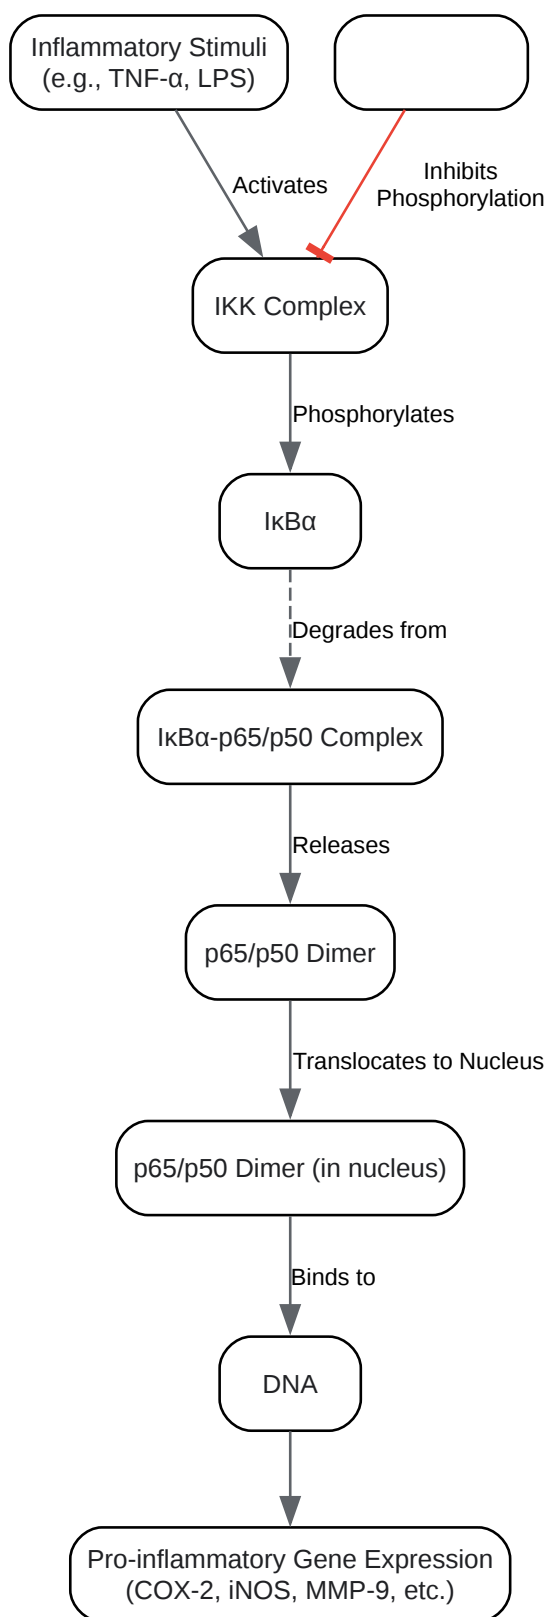 Inflammatory Stimuli
(e.g., TNF-α, LPS)
Activates
Inhibits
Phosphorylation
IKK Complex
Phosphorylates
IκBα
Degrades from
IκBα-p65/p50 Complex
Releases
p65/p50 Dimer
Translocates to Nucleus
p65/p50 Dimer (in nucleus)
Binds to
DNA
Pro-inflammatory Gene Expression
(COX-2, iNOS, MMP-9, etc.)